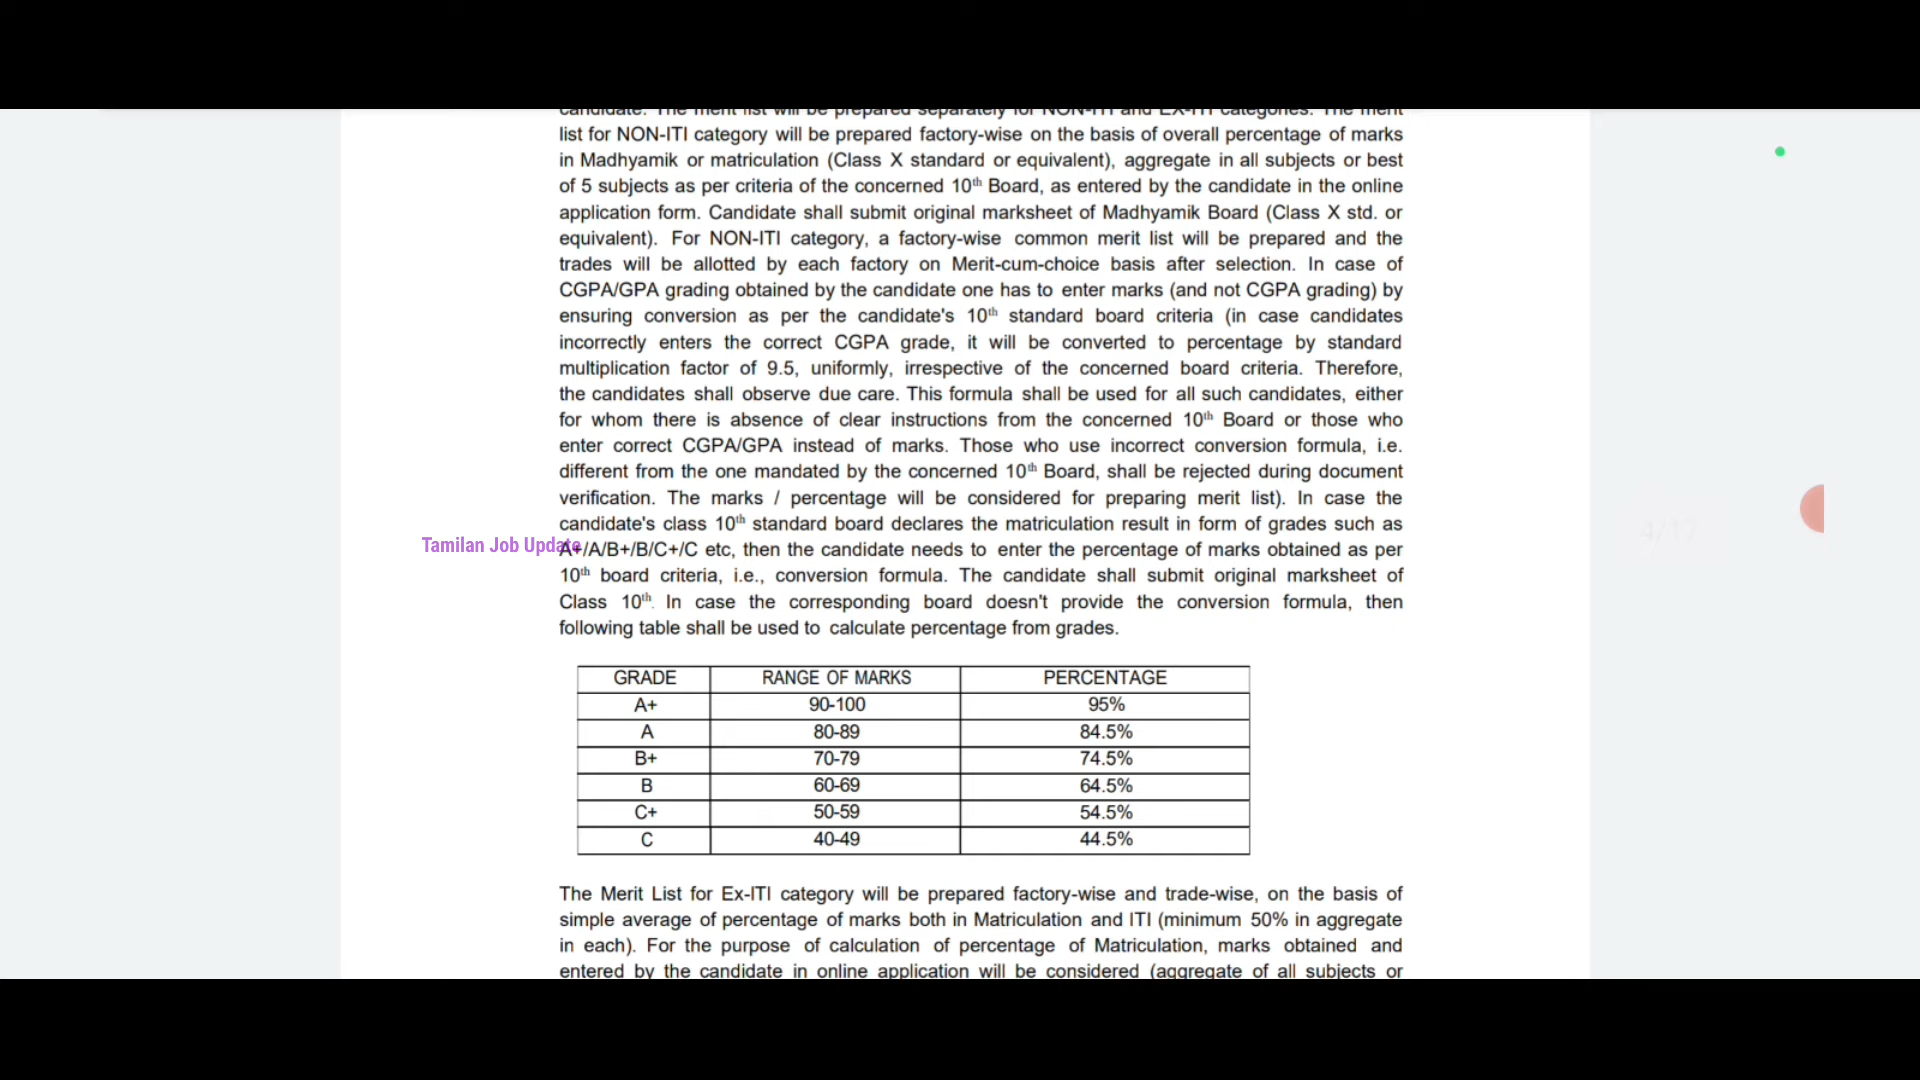 candidate. The merit list will be prepared separately for NON-ITI and EX-ITI categories. The merit
list for NON-ITI category will be prepared factory-wise on the basis of overall percentage of marks
in Madhyamik or matriculation (Class X standard or equivalent), aggregate in all subjects or best
of 5 subjects as per criteria of the concerned 10th Board, as entered by the candidate in the online
application form. Candidate shall submit original marksheet of Madhyamik Board (Class X std. or
equivalent). For NON-ITI category, a factory-wise common merit list will be prepared and the
trades will be allotted by each factory on Merit-cum-choice basis after selection. In case of
CGPA/GPA grading obtained by the candidate one has to enter marks (and not CGPA grading) by
ensuring conversion as per the candidate's 10th standard board criteria (in case candidates
incorrectly enters the correct CGPA grade, it will be converted to percentage by standard
multiplication factor of 9.5, uniformly, irrespective of the concerned board criteria. Therefore,
the candidates shall observe due care. This formula shall be used for all such candidates, either
for whom there is absence of clear instructions from the concerned 10th Board or those who
enter correct CGPA/GPA instead of marks. Those who use incorrect conversion formula, i.e.
different from the one mandated by the concerned 10th Board, shall be rejected during document
verification. The marks / percentage will be considered for preparing merit list). In case the
candidate's class 10th standard board declares the matriculation result in form of grades such as
Tamilan Job Update
A+/A/B+/B/C+/C etc, then the candidate needs to enter the percentage of marks obtained as per
10th board criteria, i.e., conversion formula. The candidate shall submit original marksheet of
Class 10th. In case the corresponding board doesn't provide the conversion formula, then
following table shall be used to calculate percentage from grades.
GRADE RANGE OF MARKS PERCENTAGE
A+ 90-100 95%
A 80-89 84.5%
B+ 70-79 74.5%
B 60-69 64.5%
C+ 50-59 54.5%
C 40-49 44.5%
The Merit List for Ex-ITI category will be prepared factory-wise and trade-wise, on the basis of
simple average of percentage of marks both in Matriculation and ITI (minimum 50% in aggregate
in each). For the purpose of calculation of percentage of Matriculation, marks obtained and
entered by the candidate in online application will be considered (aggregate of all subjects or
4/17